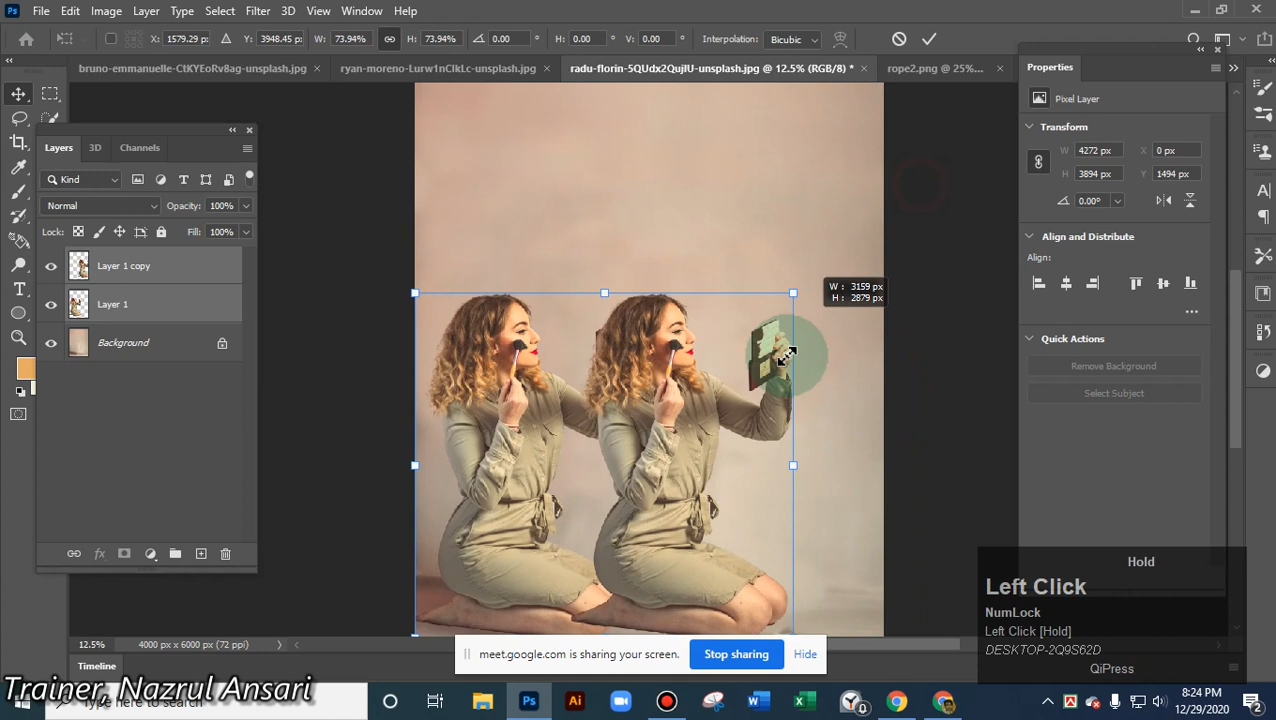 Ps File Edit Image Layer Type Select Filter 3D View Window Help
X: 1579.29 p: Y: 3948.45 p: W: 73.94% H: 73.94% 0.00 ° H: 0.00 ° V: 0.00 ° Interpolation: Bicubic
bruno-emmanuelle-CtKYEoRv8ag-unsplash.jpg × ryan-moreno-Lurw1nClkLc-unsplash.jpg × radu-florin-5QUdx2QujlU-unsplash.jpg @ 12.5% (RGB/8) * × rope2.png @ 25%... ×
Properties
Pixel Layer
Transform
W 4272 px X 0 px
H 3894 px Y 1494 px
0.00°
Align and Distribute
Align:
Quick Actions
Remove Background
Select Subject
Layers 3D Channels
Kind
Normal Opacity: 100%
Lock: Fill: 100%
Layer 1 copy
Layer 1
Background
W : 3159 px
H : 2879 px
Hold
Left Click
NumLock
Left Click [Hold]
DESKTOP-2Q9S62D
QiPress
12.5% 4000 px x 6000 px (72 ppi)
meet.google.com is sharing your screen. Stop sharing Hide
Timeline
Trainer, Nazrul Ansari
Type here to search
Ps Ai
8:24 PM
12/29/2020
2